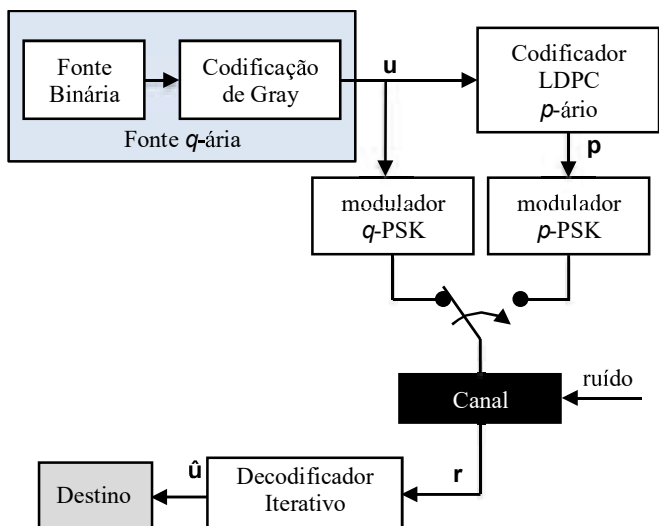 Fonte
Binária
Codificação
de Gray
Fonte q-ária
u
Codificador
LDPC
p-ário
p
modulador
q-PSK
modulador
p-PSK
Canal
ruído
r
Decodificador
Iterativo
û
Destino